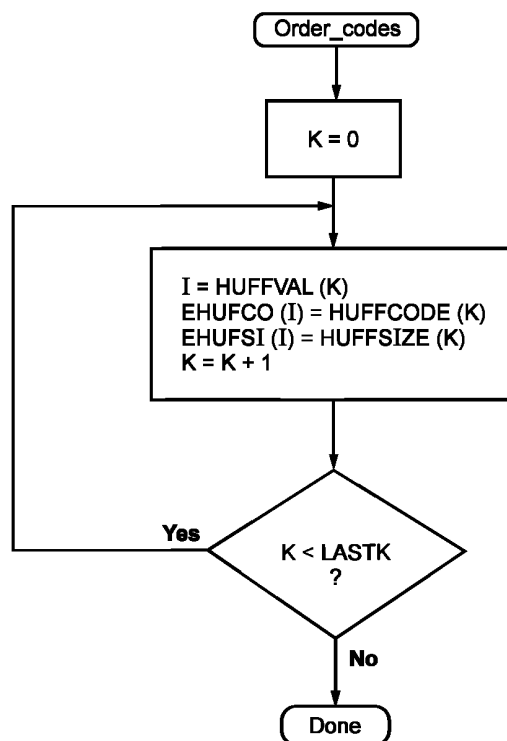 Order_codes
K = 0
I = HUFFVAL (K)
EHUFCO (I) = HUFFCODE (K)
EHUFSI (I) = HUFFSIZE (K)
K = K + 1
Yes
K < LASTK
?
No
Done